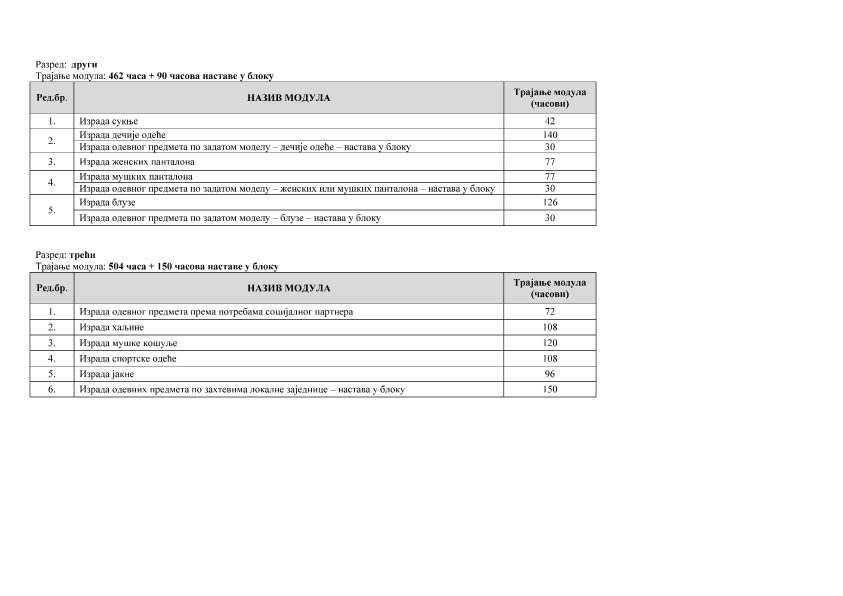 Разред: други
Трајање модула: 462 часа + 90 часова наставе у блоку
Ред.бр. НАЗИВ МОДУЛА Трајање модула (часови)
1. Израда сукње 42
2. Израда дечије одеће 140
Израда одевног предмета по задатом моделу – дечије одеће – настава у блоку 30
3. Израда женских панталона 77
4. Израда мушких панталона 77
Израда одевног предмета по задатом моделу – женских или мушких панталона – настава у блоку 30
5. Израда блузе 126
Израда одевног предмета по задатом моделу – блузе – настава у блоку 30
Разред: трећи
Трајање модула: 504 часа + 150 часова наставе у блоку
Ред.бр. НАЗИВ МОДУЛА Трајање модула (часови)
1. Израда одевног предмета према потребама социјалног партнера 72
2. Израда хаљине 108
3. Израда мушке кошуље 120
4. Израда спортске одеће 108
5. Израда јакне 96
6. Израда одевних предмета по захтевима локалне заједнице – настава у блоку 150